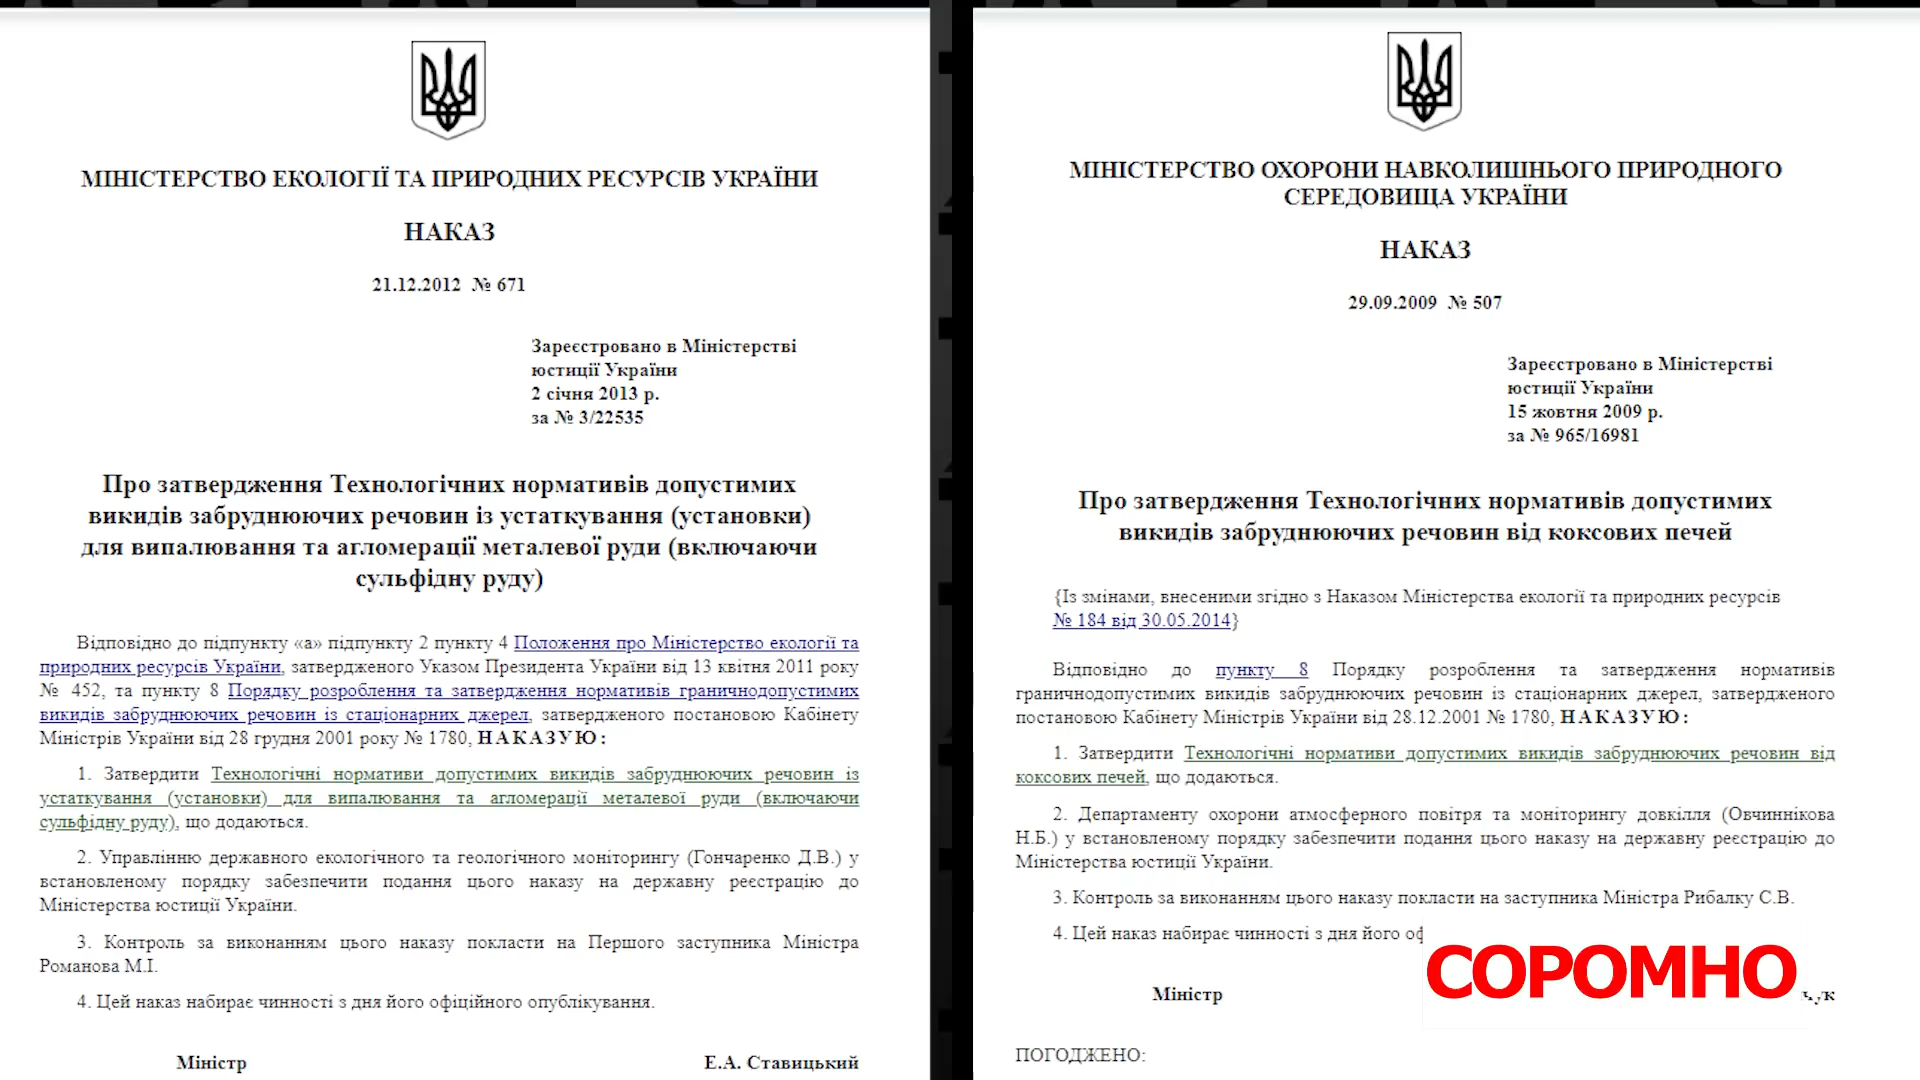 МІНІСТЕРСТВО ЕКОЛОГІЇ ТА ПРИРОДНИХ РЕСУРСІВ УКРАЇНИ
НАКАЗ
21.12.2012 № 671
Зареєстровано в Міністерстві
юстиції України
2 січня 2013 р.
за № 3/22535
Про затвердження Технологічних нормативів допустимих
викидів забруднюючих речовин із устаткування (установки)
для випалювання та агломерації металевої руди (включаючи
сульфідну руду)
Відповідно до підпункту «а» підпункту 2 пункту 4 Положення про Міністерство екології та
природних ресурсів України, затвердженого Указом Президента України від 13 квітня 2011 року
№ 452, та пункту 8 Порядку розроблення та затвердження нормативів граничнодопустимих
викидів забруднюючих речовин із стаціонарних джерел, затвердженого постановою Кабінету
Міністрів України від 28 грудня 2001 року № 1780, НАКАЗУЮ:
1. Затвердити Технологічні нормативи допустимих викидів забруднюючих речовин із
устаткування (установки) для випалювання та агломерації металевої руди (включаючи
сульфідну руду), що додаються.
2. Управлінню державного екологічного та геологічного моніторингу (Гончаренко Д.В.) у
встановленому порядку забезпечити подання цього наказу на державну реєстрацію до
Міністерства юстиції України.
3. Контроль за виконанням цього наказу покласти на Першого заступника Міністра
Романова М.І.
4. Цей наказ набирає чинності з дня його офіційного опублікування.
Міністр Е.А. Ставицький
МІНІСТЕРСТВО ОХОРОНИ НАВКОЛИШНЬОГО ПРИРОДНОГО
СЕРЕДОВИЩА УКРАЇНИ
НАКАЗ
29.09.2009 № 507
Зареєстровано в Міністерстві
юстиції України
15 жовтня 2009 р.
за № 965/16981
Про затвердження Технологічних нормативів допустимих
викидів забруднюючих речовин від коксових печей
{Із змінами, внесеними згідно з Наказом Міністерства екології та природних ресурсів
№ 184 від 30.05.2014}
Відповідно до пункту 8 Порядку розроблення та затвердження нормативів
граничнодопустимих викидів забруднюючих речовин із стаціонарних джерел, затвердженого
постановою Кабінету Міністрів України від 28.12.2001 № 1780, НАКАЗУЮ:
1. Затвердити Технологічні нормативи допустимих викидів забруднюючих речовин від
коксових печей, що додаються.
2. Департаменту охорони атмосферного повітря та моніторингу довкілля (Овчиннікова
Н.Б.) у встановленому порядку забезпечити подання цього наказу на державну реєстрацію до
Міністерства юстиції України.
3. Контроль за виконанням цього наказу покласти на заступника Міністра Рибалку С.В.
4. Цей наказ набирає чинності з дня його
СОРОМНО
Міністр
ПОГОДЖЕНО: